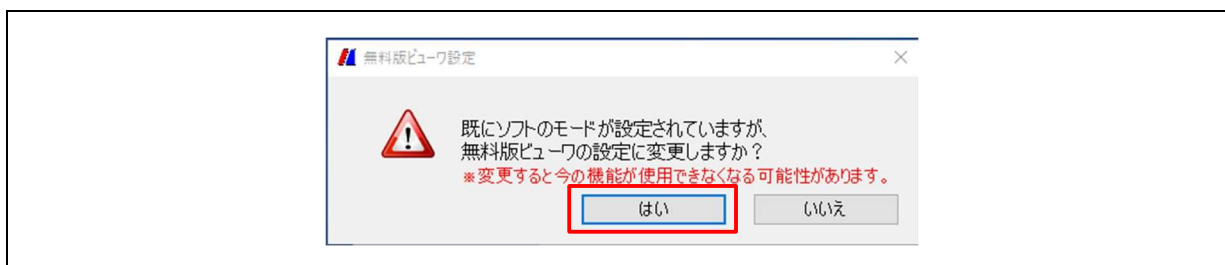 無料版ビューワ設定
既にソフトのモードが設定されていますが、
無料版ビューワの設定に変更しますか？
※変更すると今の機能が使用できなくなる可能性があります。
はい
いいえ